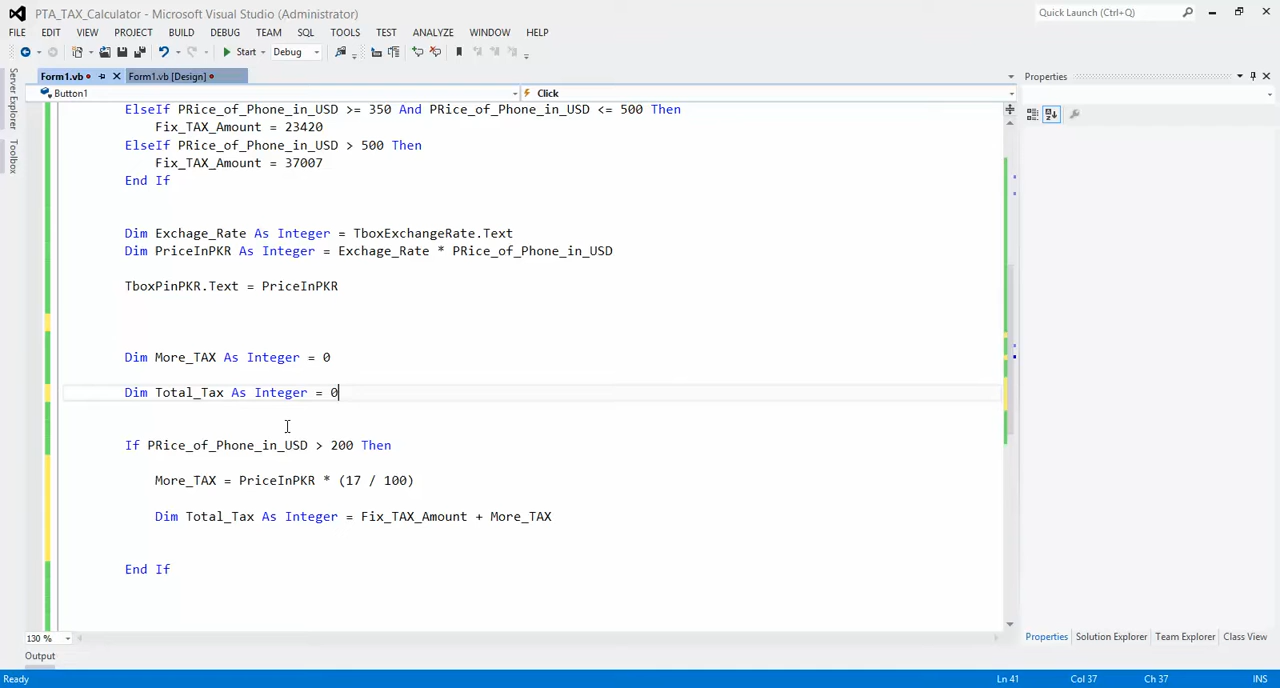 PTA_TAX_Calculator - Microsoft Visual Studio (Administrator)
Quick Launch (Ctrl+Q)
FILE EDIT VIEW PROJECT BUILD DEBUG TEAM SQL TOOLS TEST ANALYZE WINDOW HELP
Start Debug
Server Explorer
Toolbox
Form1.vb Form1.vb [Design]
Properties
Button1 Click
ElseIf PRice_of_Phone_in_USD >= 350 And PRice_of_Phone_in_USD <= 500 Then
Fix_TAX_Amount = 23420
ElseIf PRice_of_Phone_in_USD > 500 Then
Fix_TAX_Amount = 37007
End If
Dim Exchage_Rate As Integer = TboxExchangeRate.Text
Dim PriceInPKR As Integer = Exchage_Rate * PRice_of_Phone_in_USD
TboxPinPKR.Text = PriceInPKR
Dim More_TAX As Integer = 0
Dim Total_Tax As Integer = 0
If PRice_of_Phone_in_USD > 200 Then
More_TAX = PriceInPKR * (17 / 100)
Dim Total_Tax As Integer = Fix_TAX_Amount + More_TAX
End If
130 %
Properties Solution Explorer Team Explorer Class View
Output
Ready Ln 41 Col 37 Ch 37 INS